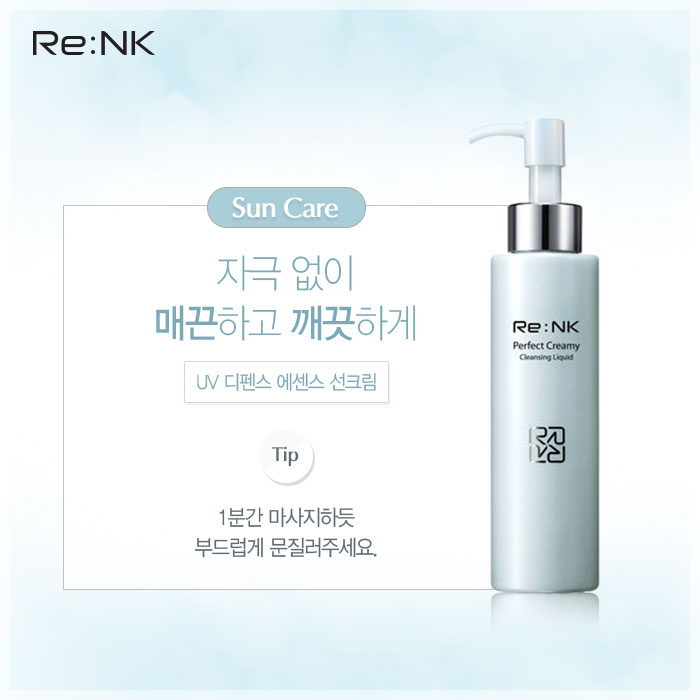 Re:NK
Sun Care
자극 없이
매끈하고 깨끗하게
UV 디펜스 에센스 선크림
Tip
1분간 마사지하듯
부드럽게 문질러주세요.
Re:NK
Perfect Creamy
Cleansing Liquid